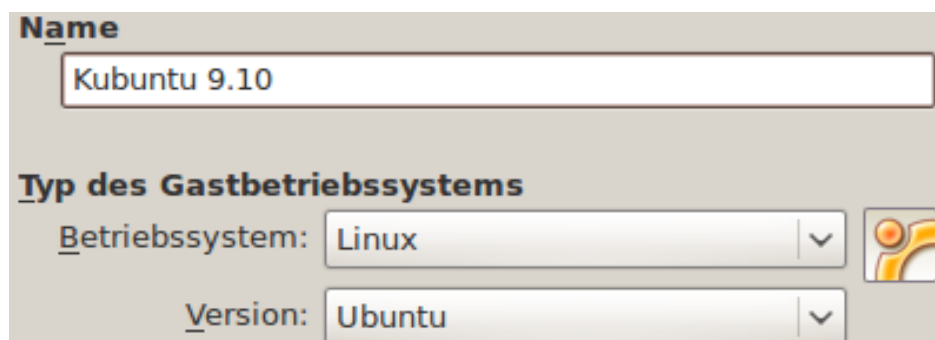 Name
Kubuntu 9.10
Typ des Gastbetriebssystems
Betriebssystem: Linux
Version: Ubuntu